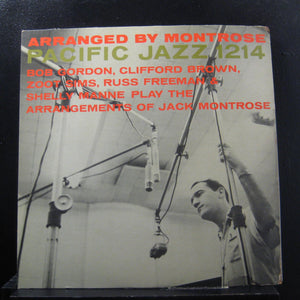 ARRANGED BY MONTROSE
PACIFIC JAZZ 1214
BOB GORDON, CLIFFORD BROWN,
ZOOT SIMS, RUSS FREEMAN &
SHELLY MANNE PLAY THE
ARRANGEMENTS OF JACK MONTROSE